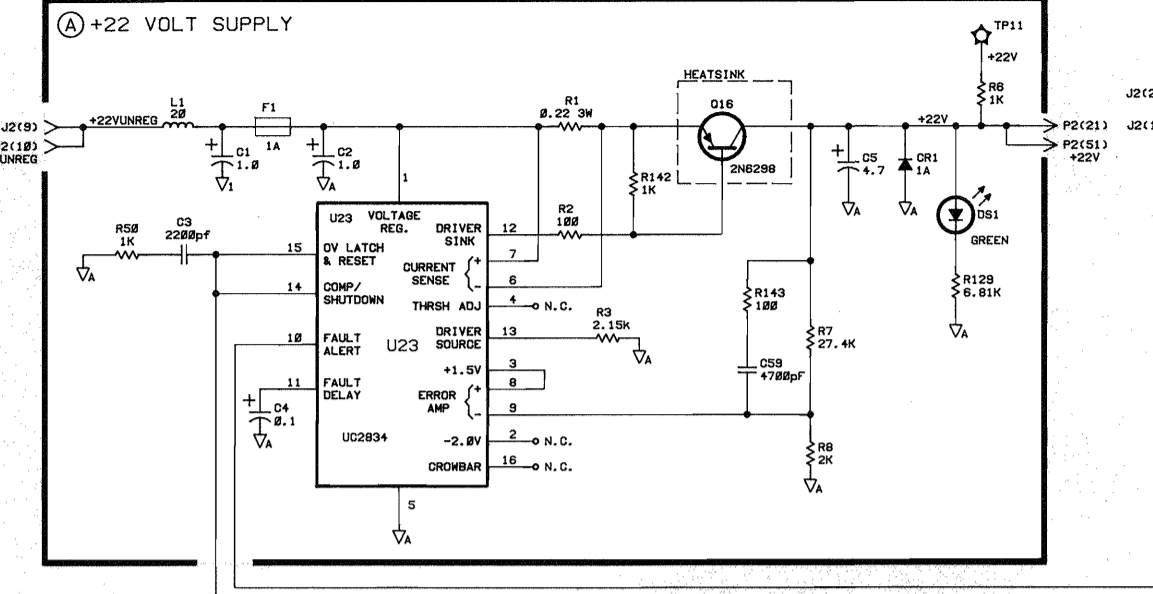 A +22 VOLT SUPPLY
TP11
+22V
HEATSINK
R6
1K
J2(2
L1
20
F1
R1
0.22 3W
Q16
J2(9)
+22VUNREG
+22V
P2(21)
J2(1
2(10)
UNREG
1A
P2(51)
+22V
+
C1
1.0
+
C2
1.0
2N6298
+
C5
4.7
CR1
1A
1
A
1
R142
1K
A
A
U23
VOLTAGE
REG.
R2
100
DS1
GREEN
C3
2200pf
R50
1K
DRIVER
SINK
12
15
OV LATCH
& RESET
CURRENT
SENSE
+
7
-
6
A
14
COMP/
SHUTDOWN
THRSH ADJ
4
N.C.
R143
100
R129
6.81K
R3
2.15K
10
FAULT
ALERT
U23
DRIVER
SOURCE
13
A
R7
27.4K
A
+1.5V
3
C59
4700pF
11
FAULT
DELAY
ERROR
AMP
+
8
-
9
+
C4
0.1
A
UC2834
-2.0V
2
N.C.
R8
2K
CROWBAR
16
N.C.
A
5
A